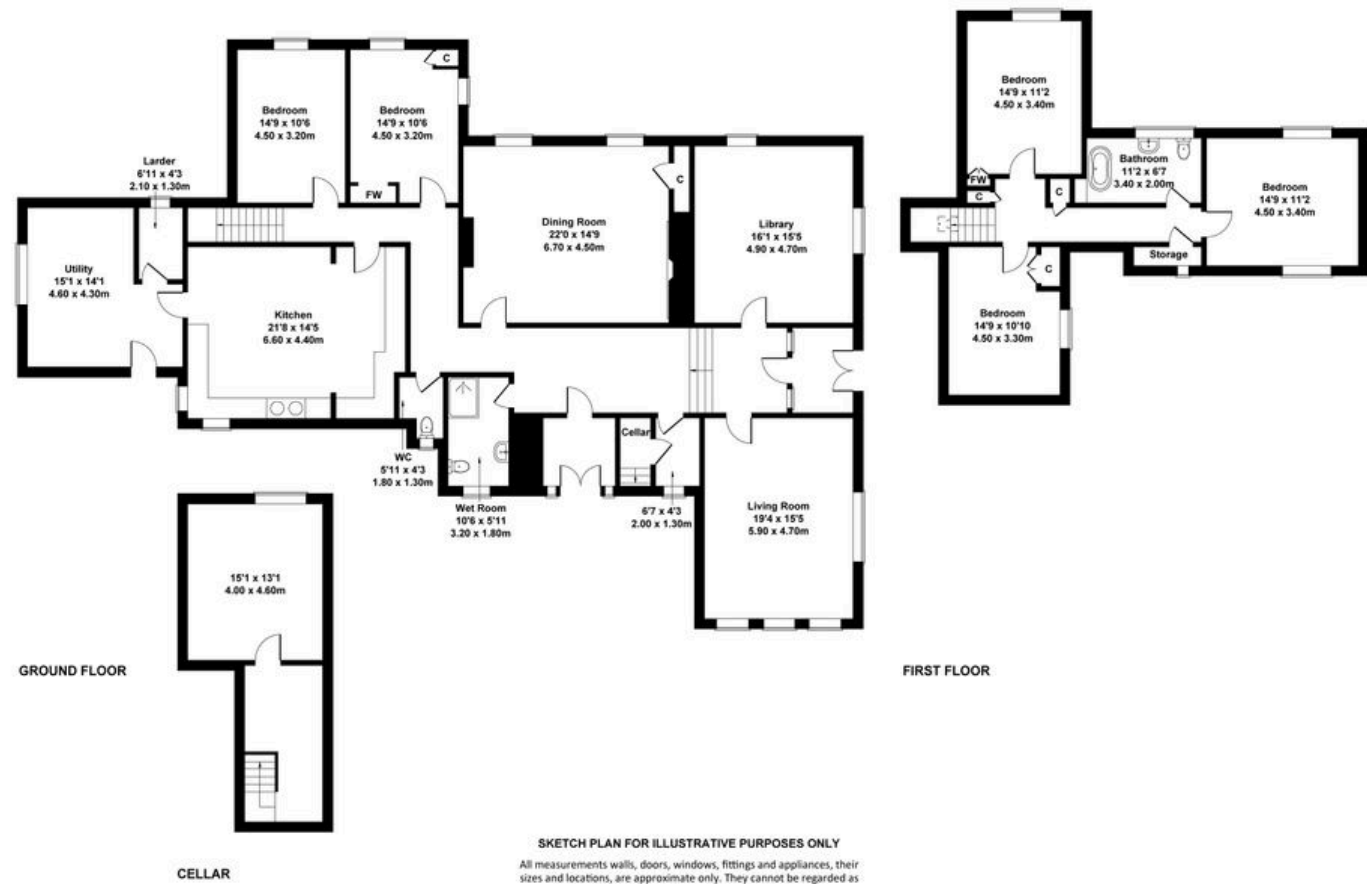 Bedroom
14'9 x 10'6
4.50 x 3.20m
Bedroom
14'9 x 10'6
4.50 x 3.20m
C
FW
Larder
6'11 x 4'3
2.10 x 1.30m
Utility
15'1 x 14'1
4.60 x 4.30m
Kitchen
21'8 x 14'5
6.60 x 4.40m
Dining Room
22'0 x 14'9
6.70 x 4.50m
C
Library
16'1 x 15'5
4.90 x 4.70m
WC
5'11 x 4'3
1.80 x 1.30m
Wet Room
10'6 x 5'11
3.20 x 1.80m
Cellar
6'7 x 4'3
2.00 x 1.30m
Living Room
19'4 x 15'5
5.90 x 4.70m
GROUND FLOOR
15'1 x 13'1
4.00 x 4.60m
CELLAR
Bedroom
14'9 x 11'2
4.50 x 3.40m
FW
C
C
Bathroom
11'2 x 6'7
3.40 x 2.00m
Bedroom
14'9 x 11'2
4.50 x 3.40m
Storage
C
Bedroom
14'9 x 10'10
4.50 x 3.30m
FIRST FLOOR
SKETCH PLAN FOR ILLUSTRATIVE PURPOSES ONLY
All measurements walls, doors, windows, fittings and appliances, their
sizes and locations, are approximate only. They cannot be regarded as